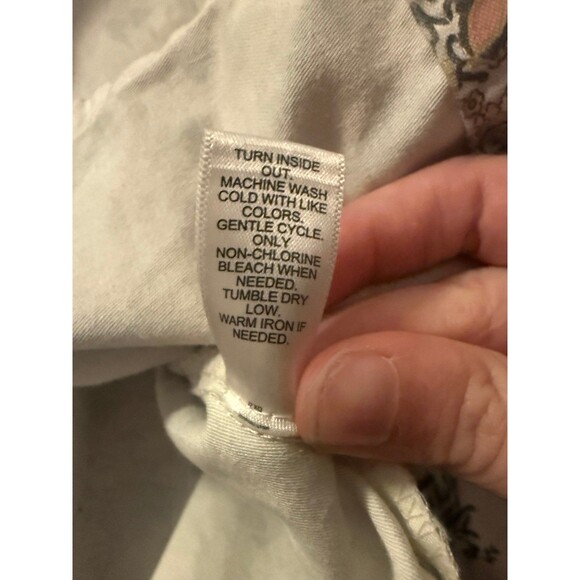 TURN INSIDE
OUT.
MACHINE WASH
COLD WITH LIKE
COLORS.
GENTLE CYCLE.
ONLY
NON-CHLORINE
BLEACH WHEN
NEEDED.
TUMBLE DRY
LOW.
WARM IRON IF
NEEDED.